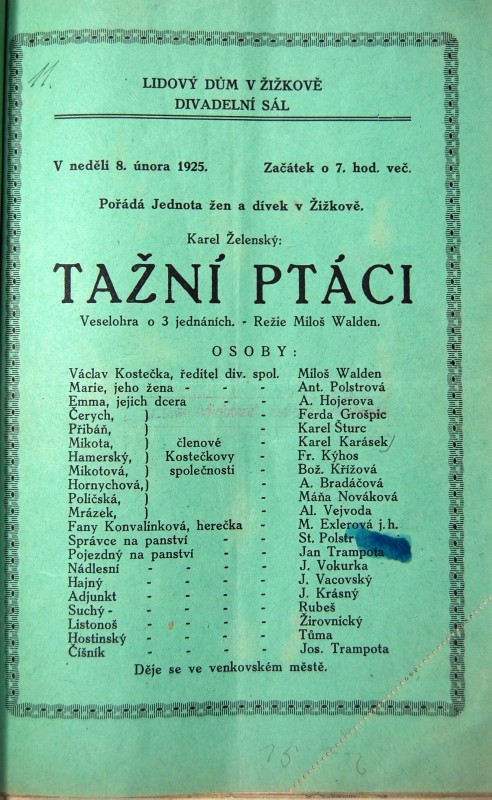 11.
LIDOVÝ DŮM V ŽIŽKOVĚ
DIVADELNÍ SÁL
V neděli 8. února 1925. Začátek o 7. hod. več.
Pořádá Jednota žen a dívek v Žižkově.
Karel Želenský:
TAŽNÍ PTÁCI
Veselohra o 3 jednáních. - Režie Miloš Walden.
OSOBY:
Václav Kostečka, ředitel div. spol. Miloš Walden
Marie, jeho žena - - - Ant. Polstrová
Emma, jejich dcera - - A. Hojerova
Čerych, ) - Ferda Grošpic
Přibáň, ) - Karel Šturc
Mikota, ) členové - Karel Karásek
Hamerský, ) Kostečkovy - Fr. Kýhos
Mikotová, ) společnosti - Bož. Křížová
Hornychová,) - A. Bradáčová
Poličská, ) - Máňa Nováková
Mrázek, ) - Al. Vejvoda
Fany Konvalinková, herečka - M. Exlerová j. h.
Správce na panství - - St. Polstr
Pojezdný na panství - - Jan Trampota
Nádlesní - - - - J. Vokurka
Hajný - - - - J. Vacovský
Adjunkt - - - - J. Krásný
Suchý - - - - - Rubeš
Listonoš - - - - Žirovnický
Hostinský - - - - Tůma
Číšník - - - - Jos. Trampota
Děje se ve venkovském městě.